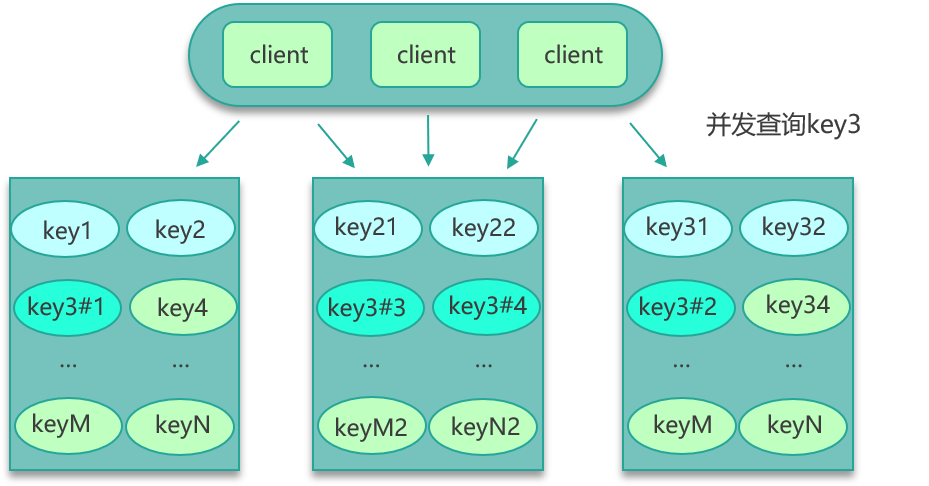 client client client
并发查询key3
key1 key2 key21 key22 key31 key32
key3#1 key4 key3#3 key3#4 key3#2 key34
... ... ... ... ... ...
keyM keyN keyM2 keyN2 keyM keyN